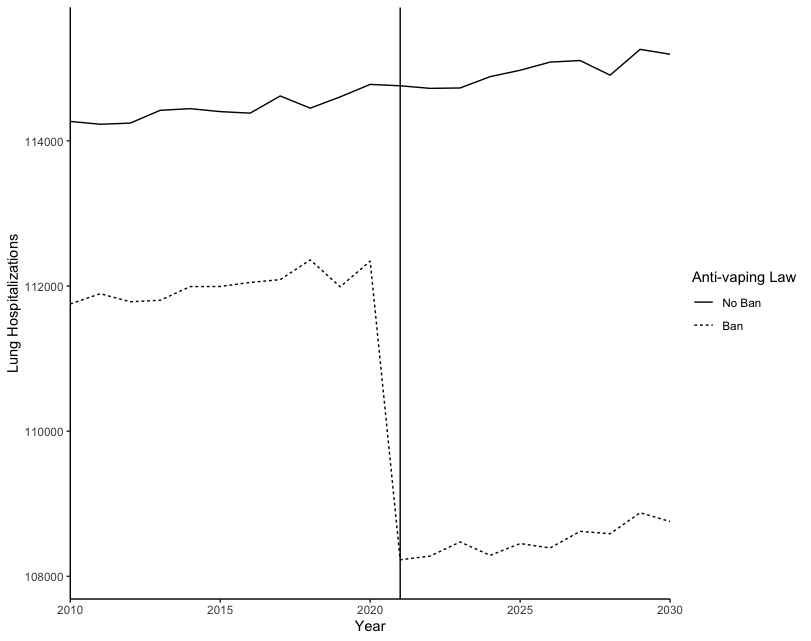 Lung Hospitalizations
114000
112000
110000
108000
2010
2015
2020
2025
2030
Year
Anti-vaping Law
No Ban
Ban